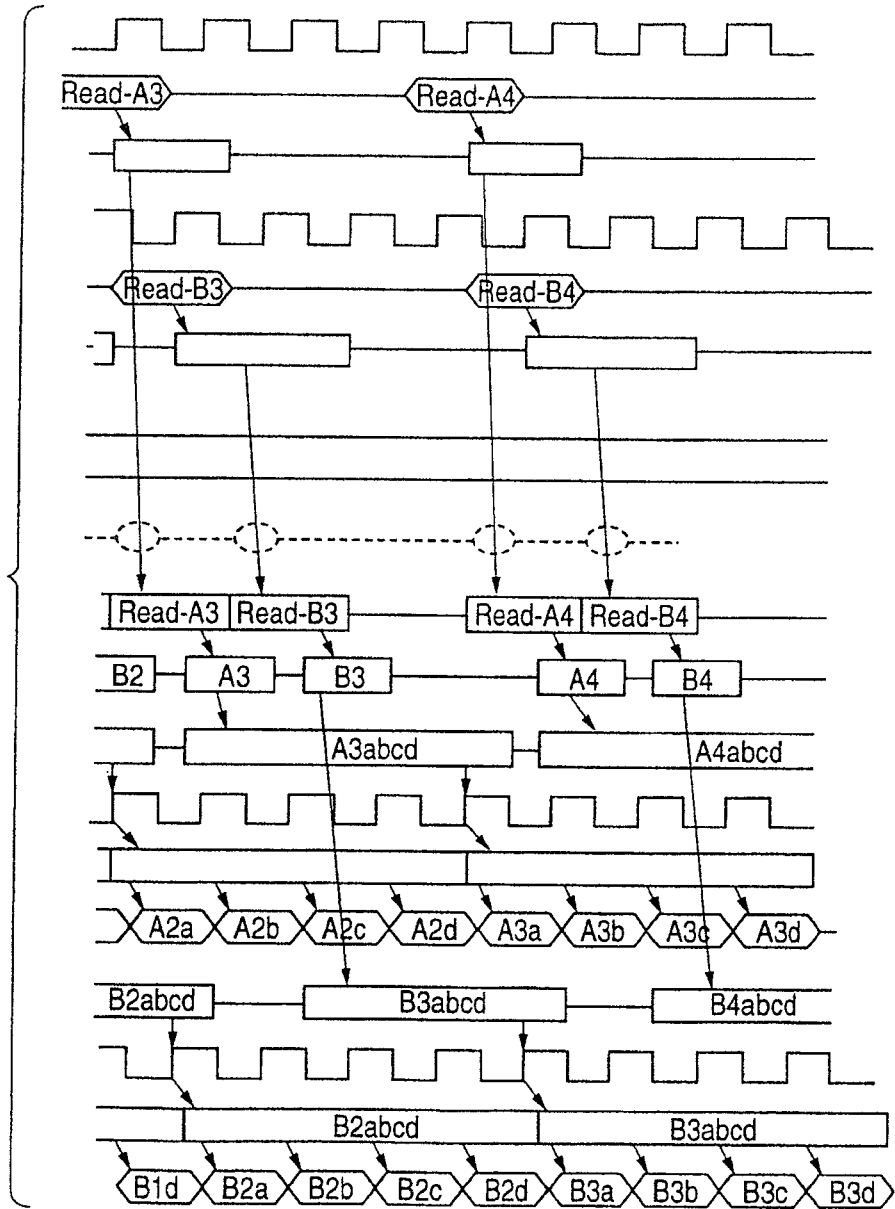 Read-A3 Read-A4
Read-B3 Read-B4
Read-A3 Read-B3 Read-A4 Read-B4
B2 A3 B3 A4 B4
A3abcd A4abcd
A2a A2b A2c A2d A3a A3b A3c A3d
B2abcd B3abcd B4abcd
B2abcd B3abcd
B1d B2a B2b B2c B2d B3a B3b B3c B3d